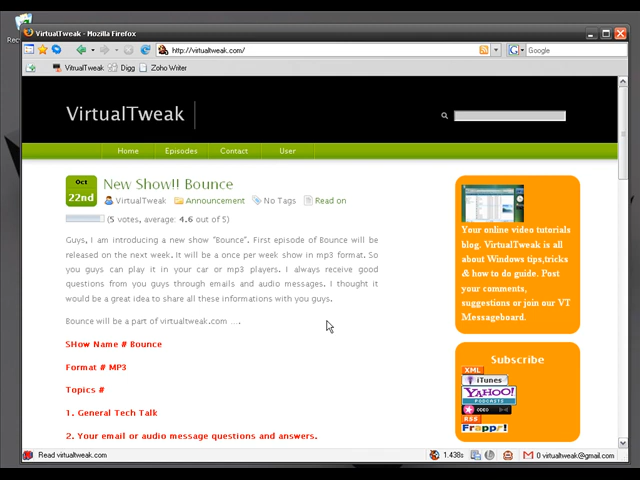 VirtualTweak - Mozilla Firefox
http://virtualtweak.com/
Google
VirtualTweak
Digg
Zoho Writer
VirtualTweak
Home
Episodes
Contact
User
Oct
22nd
New Show!! Bounce
VirtualTweak
Announcement
No Tags
Read on
(5 votes, average: 4.6 out of 5)
Guys, I am introducing a new show "Bounce". First episode of Bounce will be
released on the next week. It will be a once per week show in mp3 format. So
you guys can play it in your car or mp3 players. I always receive good
questions from you guys through emails and audio messages. I thought it
would be a great idea to share all these informations with you guys.
Bounce will be a part of virtualtweak.com ....
SHow Name # Bounce
Format # MP3
Topics #
1. General Tech Talk
2. Your email or audio message questions and answers.
Your online video tutorials
blog. VirtualTweak is all
about Windows tips,tricks
& how to do guide. Post
your comments,
suggestions or join our VT
Messageboard.
Subscribe
XML
iTunes
YAHOO!
PODCASTS
ODEO
RSS
Frappr!
Read virtualtweak.com
1.438s
0 virtualtweak@gmail.com